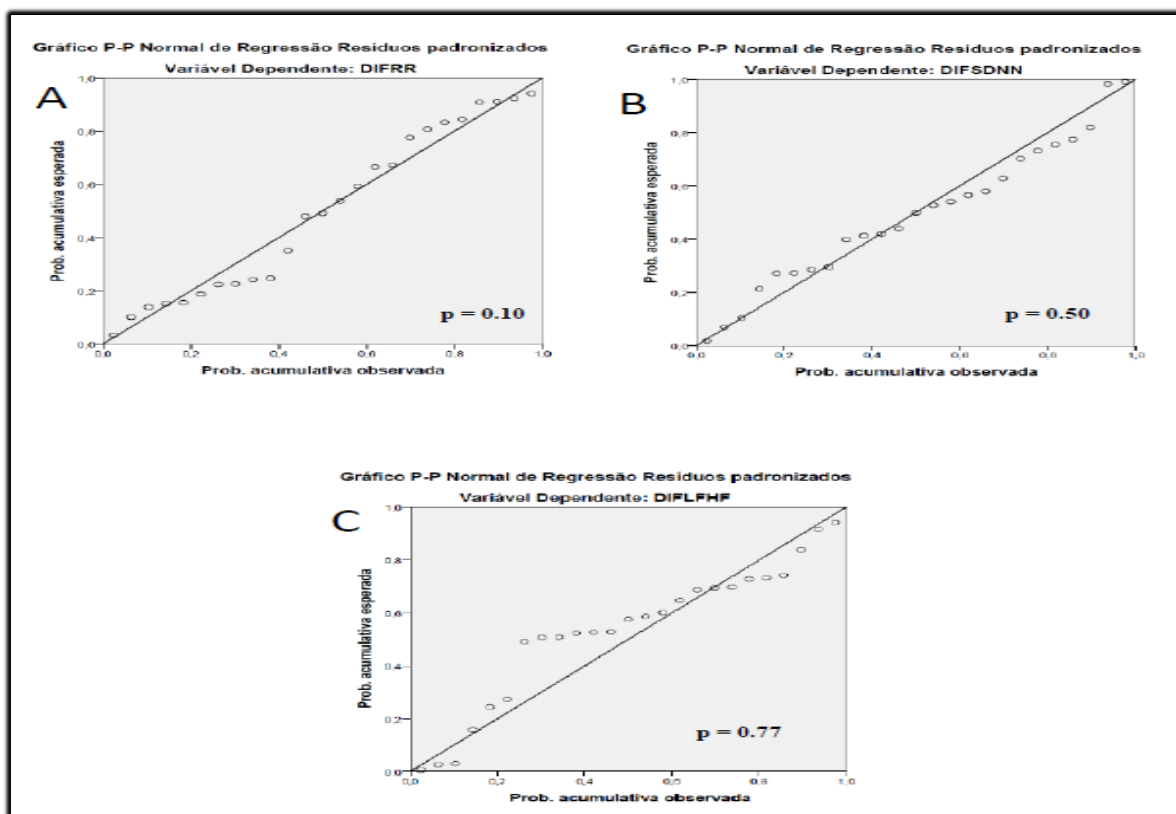 Gráfico P-P Normal de Regressão Resíduos padronizados
Variável Dependente: DIFRR
A
1,0
0,8
0,6
0,4
0,2
0,0
Prob. acumulativa esperada
p = 0.10
0,0 0,2 0,4 0,6 0,8 1,0
Prob. acumulativa observada
Gráfico P-P Normal de Regressão Resíduos padronizados
Variável Dependente: DIFSDNN
B
1,0
0,8
0,6
0,4
0,2
0,0
Prob. acumulativa esperada
p = 0.50
0,0 0,2 0,4 0,6 0,8 1,0
Prob. acumulativa observada
Gráfico P-P Normal de Regressão Resíduos padronizados
Variável Dependente: DIFLFHF
C
1,0
0,8
0,6
0,4
0,2
0,0
Prob. acumulativa esperada
p = 0.77
0,0 0,2 0,4 0,6 0,8 1,0
Prob. acumulativa observada